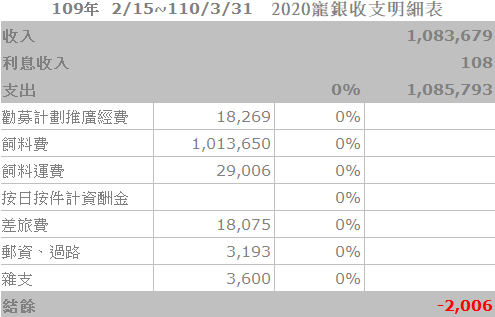 109年 2/15~110/3/31 2020寵銀收支明細表
收入 1,083,679
利息收入 108
支出 0% 1,085,793
勸募計劃推廣經費 18,269 0%
飼料費 1,013,650 0%
飼料運費 29,006 0%
按日按件計資酬金 0%
差旅費 18,075 0%
郵資、過路 3,193 0%
雜支 3,600 0%
結餘 -2,006